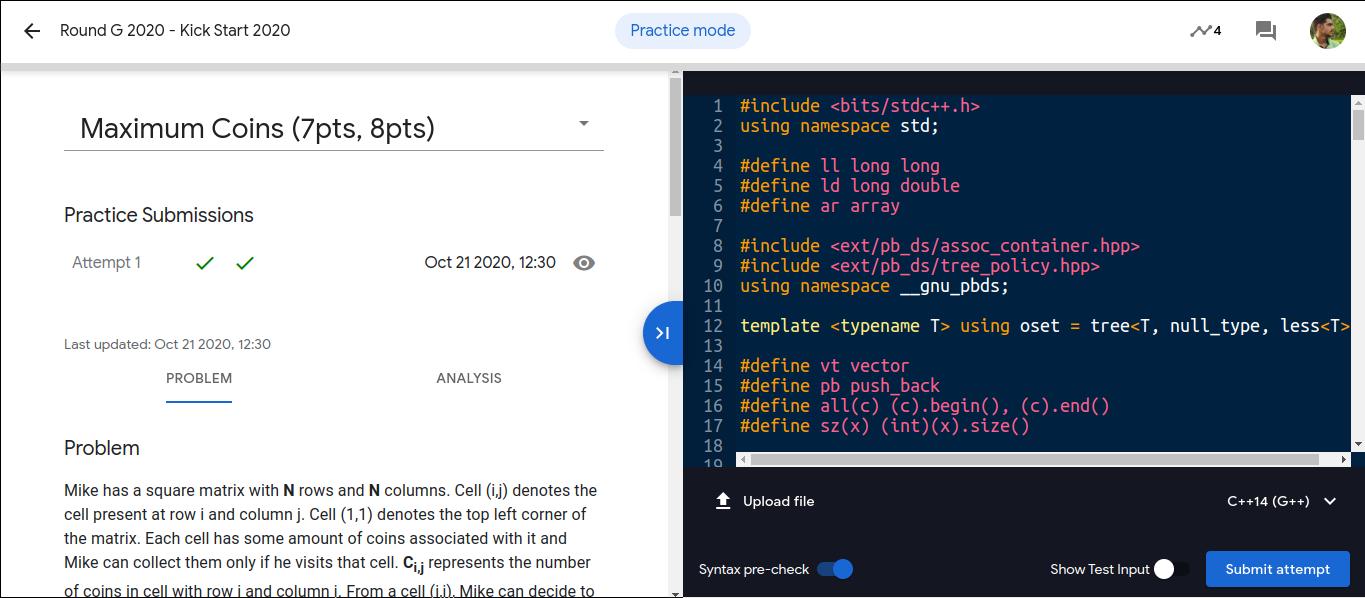 Round G 2020 - Kick Start 2020
Practice mode
4
Maximum Coins (7pts, 8pts)
Practice Submissions
Attempt 1
Oct 21 2020, 12:30
Last updated: Oct 21 2020, 12:30
PROBLEM
ANALYSIS
Problem
Mike has a square matrix with N rows and N columns. Cell (i,j) denotes the
cell present at row i and column j. Cell (1,1) denotes the top left corner of
the matrix. Each cell has some amount of coins associated with it and
Mike can collect them only if he visits that cell. Ci,j represents the number
of coins in cell with row i and column j. From a cell (i,j), Mike can decide to
1 #include <bits/stdc++.h>
2 using namespace std;
3
4 #define ll long long
5 #define ld long double
6 #define ar array
7
8 #include <ext/pb_ds/assoc_container.hpp>
9 #include <ext/pb_ds/tree_policy.hpp>
10 using namespace __gnu_pbds;
11
12 template <typename T> using oset = tree<T, null_type, less<T>
13
14 #define vt vector
15 #define pb push_back
16 #define all(c) (c).begin(), (c).end()
17 #define sz(x) (int)(x).size()
18
19
Upload file
C++14 (G++)
Syntax pre-check
Show Test Input
Submit attempt